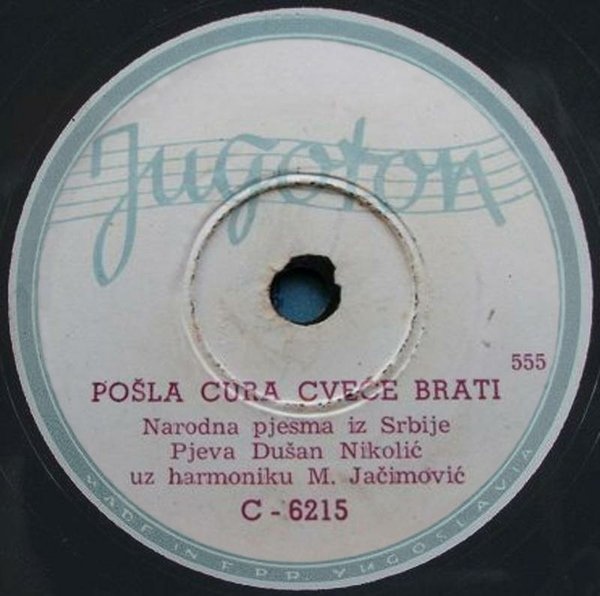 Jugoton
555
POŠLA CURA CVEĆE BRATI
Narodna pjesma iz Srbije
Pjeva Dušan Nikolić
uz harmoniku M. Jačimović
C - 6215
MADE IN F.P.R. YUGOSLAVIA